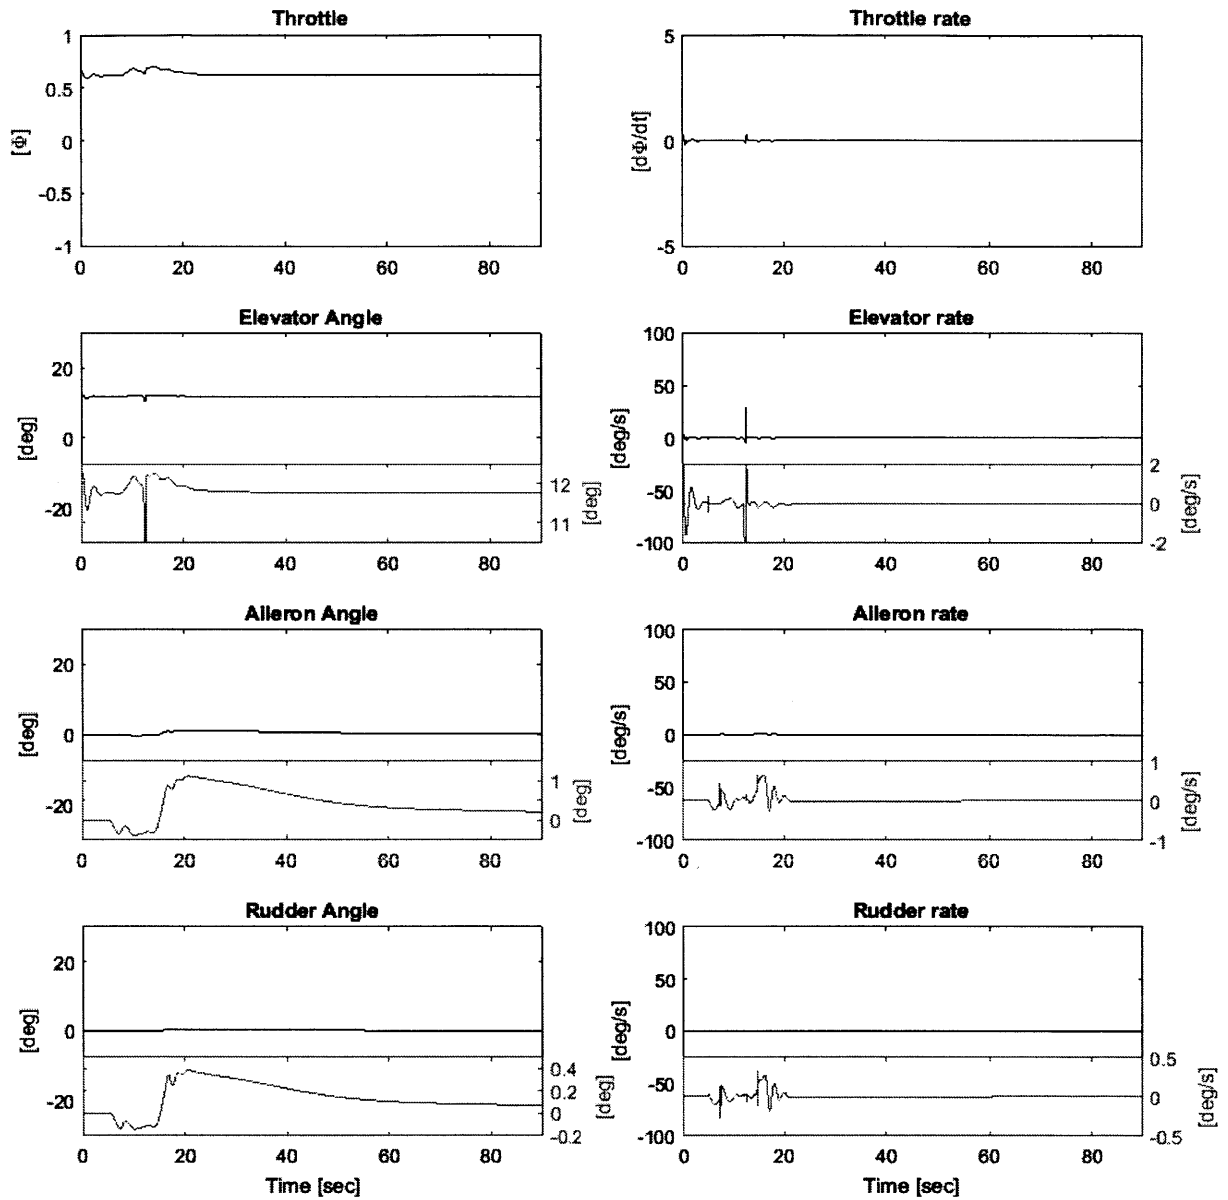 Throttle
1
0.5
0
-0.5
-1
[Φ]
0 20 40 60 80
Throttle rate
5
0
-5
[dΦ/dt]
0 20 40 60 80
Elevator Angle
20
0
-20
[deg]
12
11
[deg]
0 20 40 60 80
Elevator rate
100
50
0
-50
-100
[deg/s]
2
0
-2
[deg/s]
0 20 40 60 80
Aileron Angle
20
0
-20
[deg]
1
0
[deg]
0 20 40 60 80
Aileron rate
100
50
0
-50
-100
[deg/s]
1
0
-1
[deg/s]
0 20 40 60 80
Rudder Angle
20
0
-20
[deg]
0.4
0.2
0
-0.2
[deg]
0 20 40 60 80
Time [sec]
Rudder rate
100
50
0
-50
-100
[deg/s]
0.5
0
-0.5
[deg/s]
0 20 40 60 80
Time [sec]